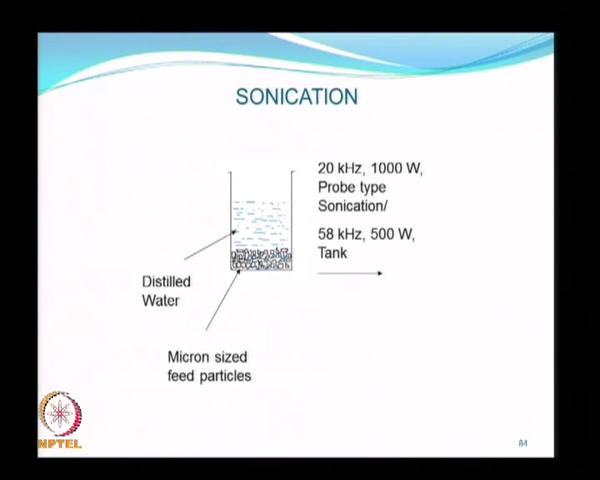 SONICATION
20 kHz, 1000 W,
Probe type
Sonication/
58 kHz, 500 W,
Tank
Distilled
Water
Micron sized
feed particles
NPTEL
84